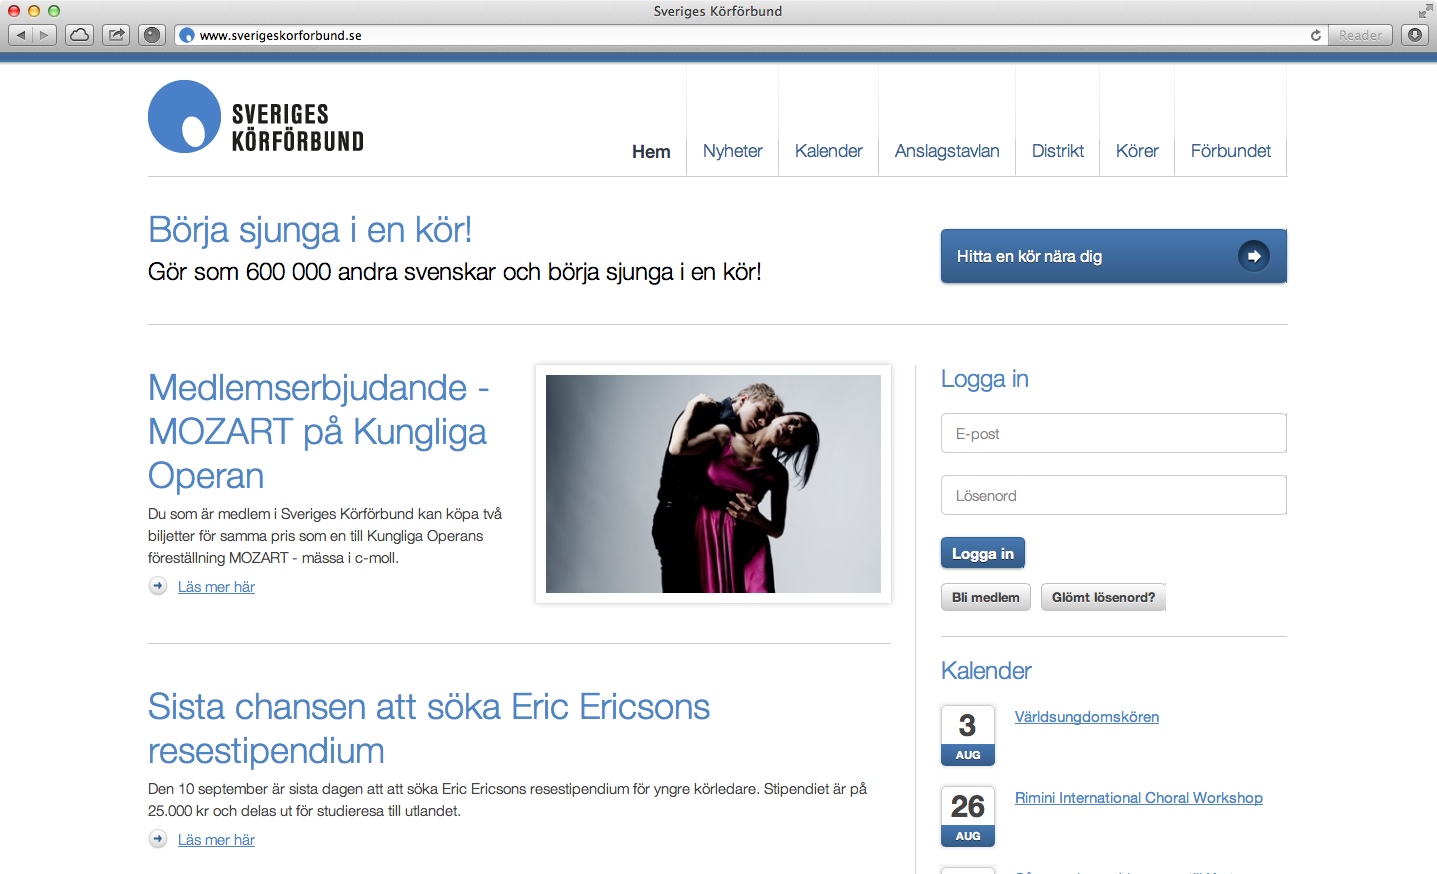 Sveriges Körförbund
www.sverigeskorforbund.se
Reader
SVERIGES
KÖRFÖRBUND
Hem
Nyheter
Kalender
Anslagstavlan
Distrikt
Körer
Förbundet
Börja sjunga i en kör!
Gör som 600 000 andra svenskar och börja sjunga i en kör!
Hitta en kör nära dig
Medlemserbjudande -
MOZART på Kungliga
Operan
Du som är medlem i Sveriges Körförbund kan köpa två
biljetter för samma pris som en till Kungliga Operans
föreställning MOZART - mässa i c-moll.
Läs mer här
Sista chansen att söka Eric Ericsons
resestipendium
Den 10 september är sista dagen att att söka Eric Ericsons resestipendium för yngre körledare. Stipendiet är på
25.000 kr och delas ut för studieresa till utlandet.
Läs mer här
Logga in
E-post
Lösenord
Logga in
Bli medlem
Glömt lösenord?
Kalender
3
AUG
Världsungdomskören
26
AUG
Rimini International Choral Workshop